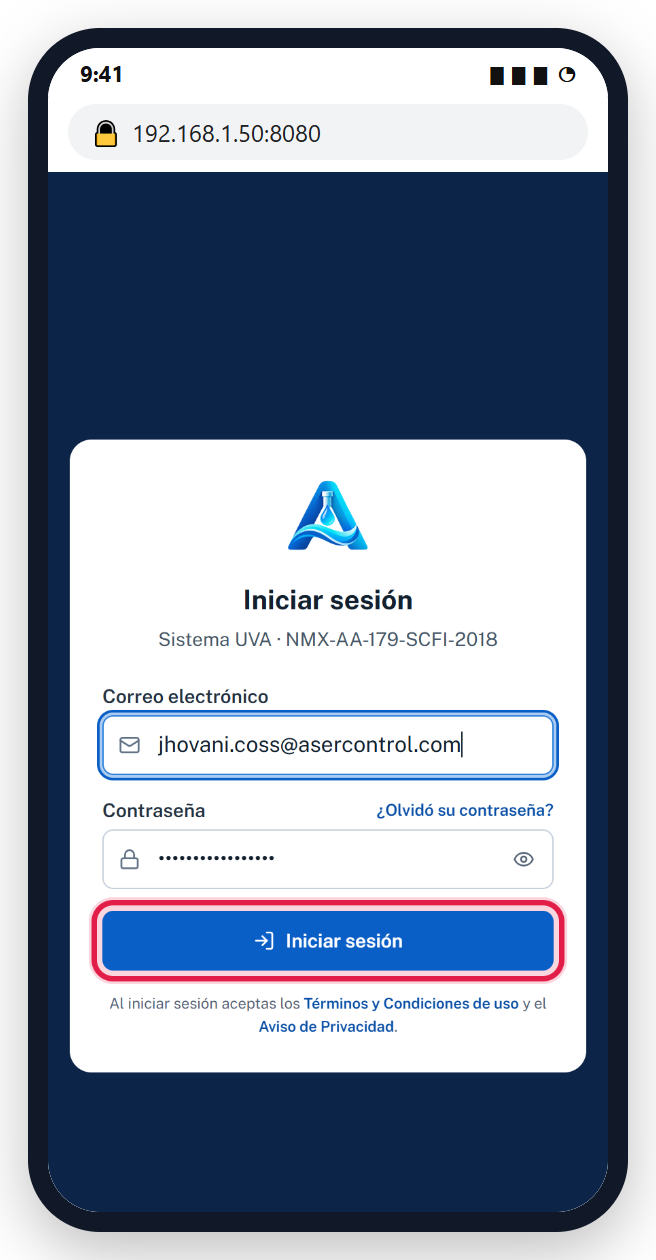 9:41
192.168.1.50:8080
Iniciar sesión
Sistema UVA · NMX-AA-179-SCFI-2018
Correo electrónico
jhovani.coss@asercontrol.com
Contraseña ¿Olvidó su contraseña?
•••••••••••••••••
Iniciar sesión
Al iniciar sesión aceptas los Términos y Condiciones de uso y el
Aviso de Privacidad.